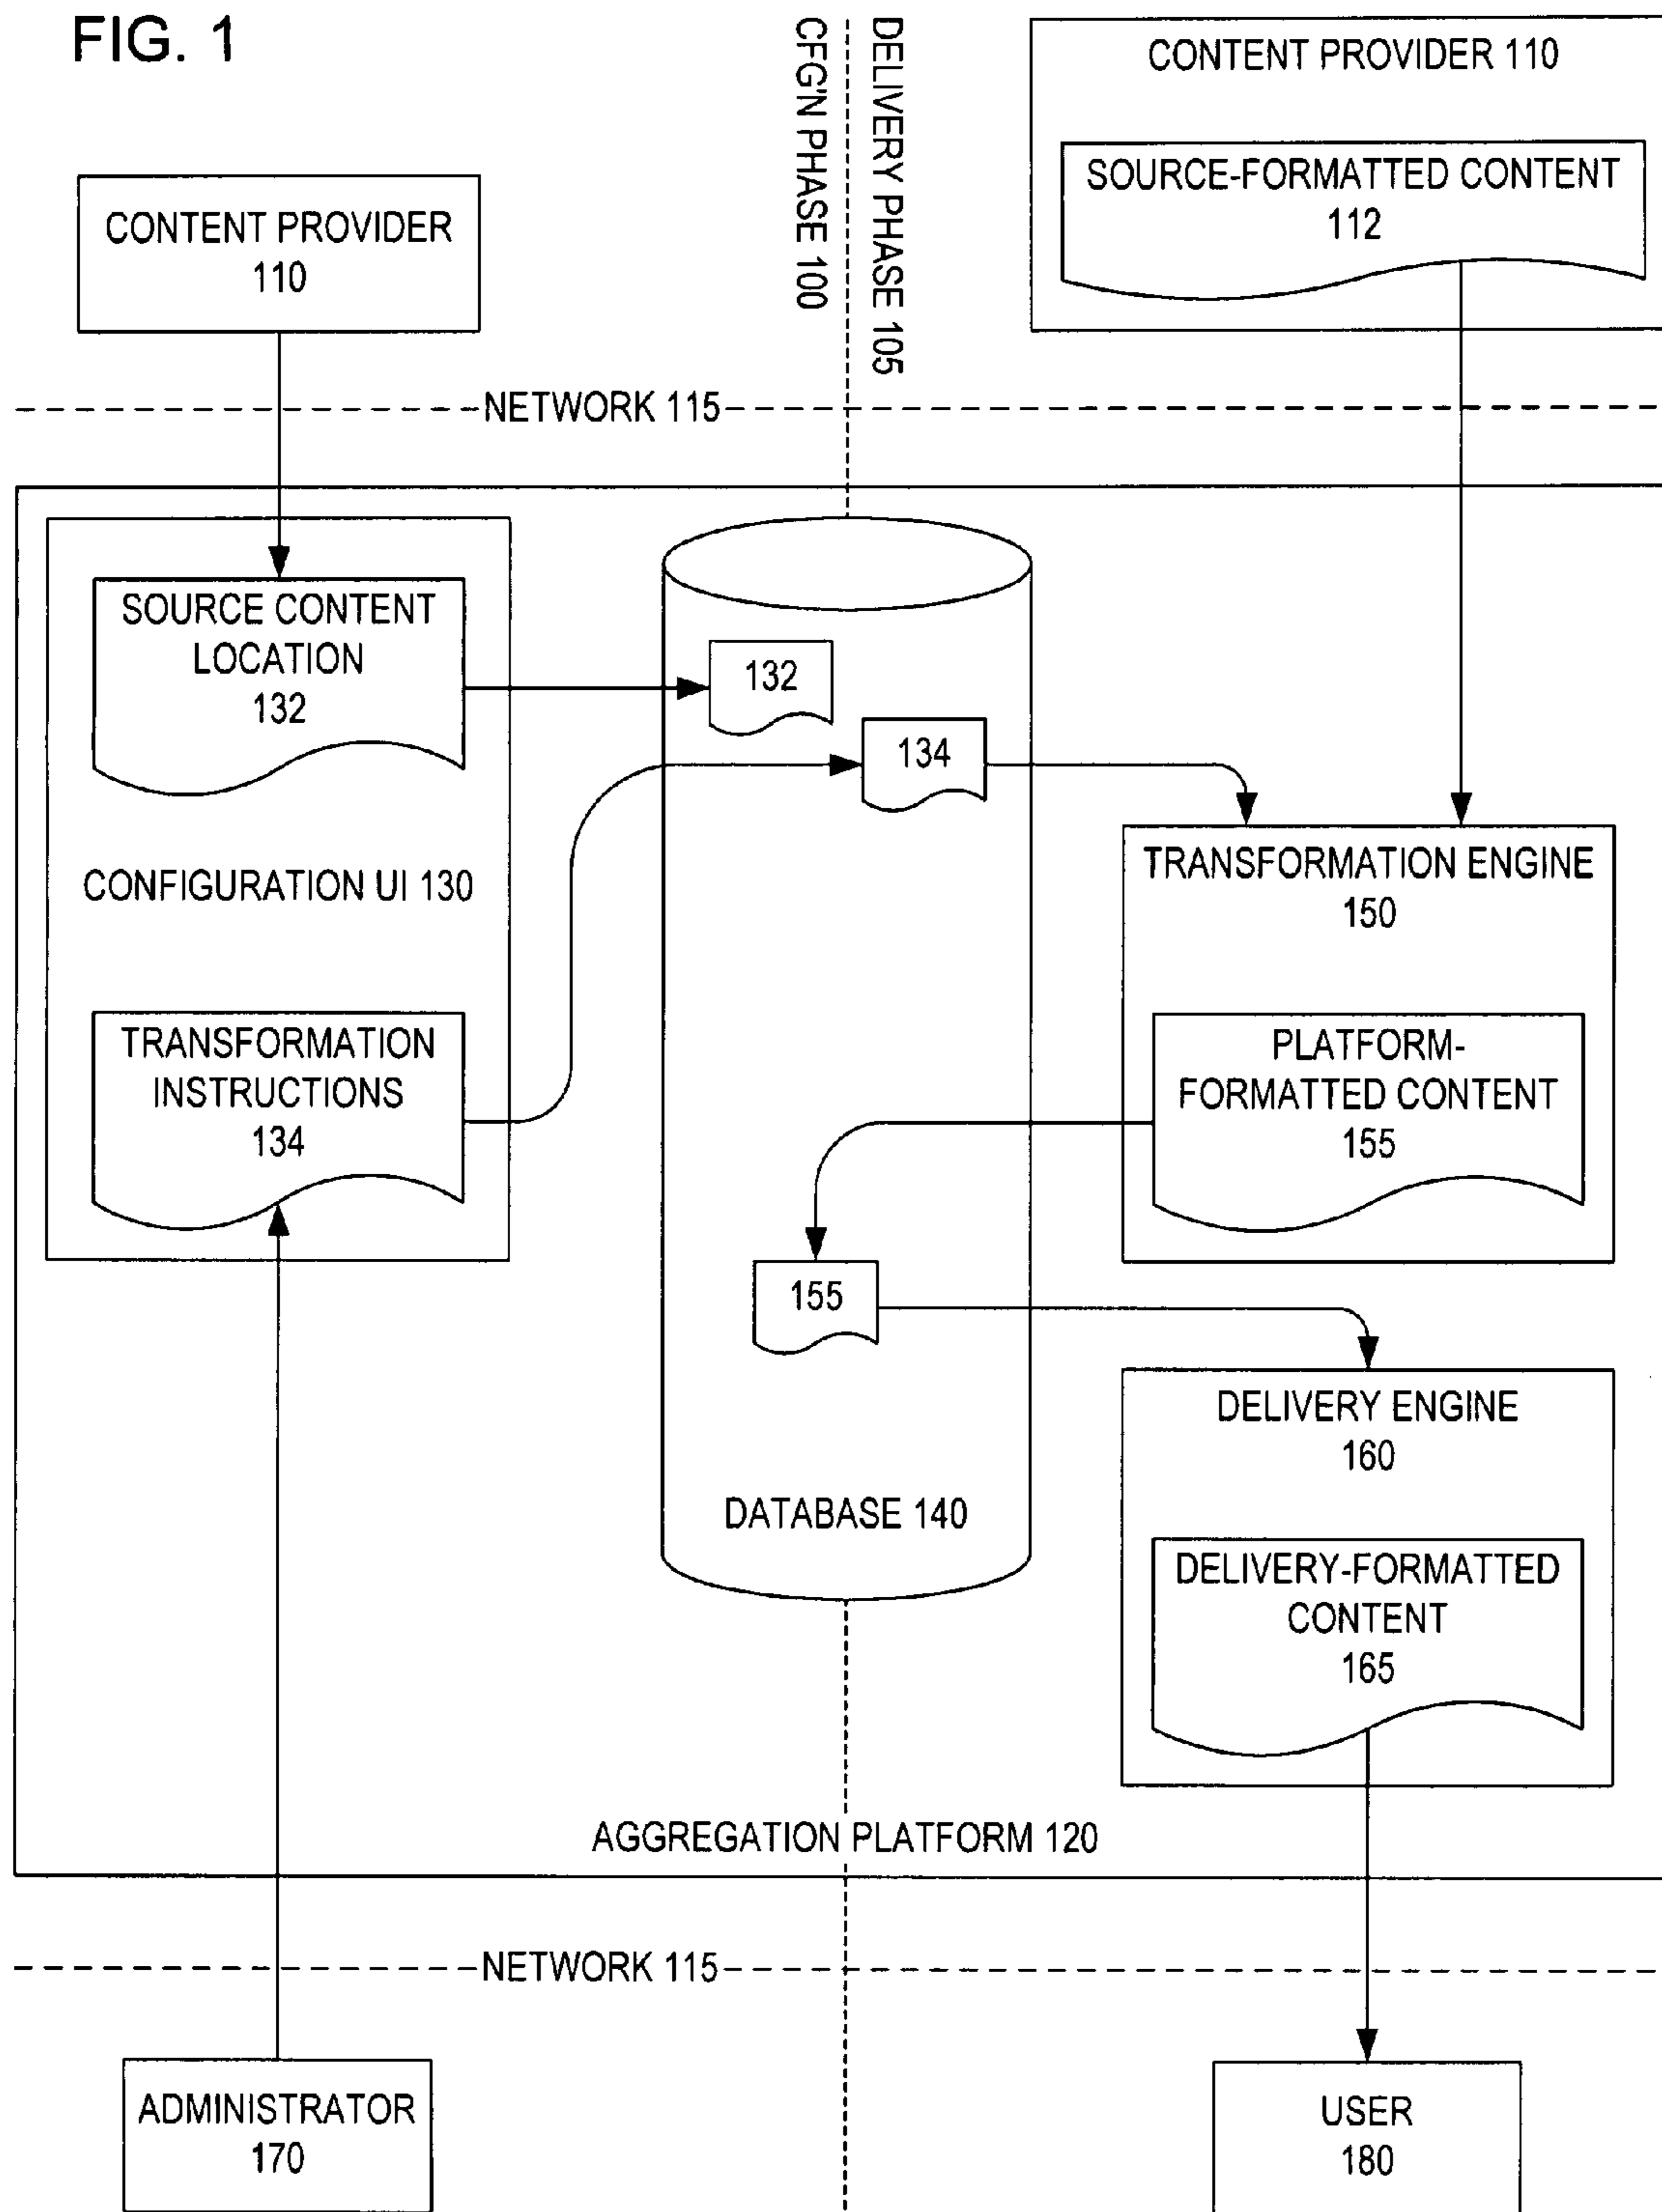 FIG. 1
CFG'N PHASE 100
DELIVERY PHASE 105
CONTENT PROVIDER 110
SOURCE-FORMATTED CONTENT
112
CONTENT PROVIDER
110
NETWORK 115
SOURCE CONTENT
LOCATION
132
132
134
CONFIGURATION UI 130
TRANSFORMATION ENGINE
150
TRANSFORMATION
INSTRUCTIONS
134
PLATFORM-
FORMATTED CONTENT
155
155
DELIVERY ENGINE
160
DATABASE 140
DELIVERY-FORMATTED
CONTENT
165
AGGREGATION PLATFORM 120
NETWORK 115
ADMINISTRATOR
170
USER
180